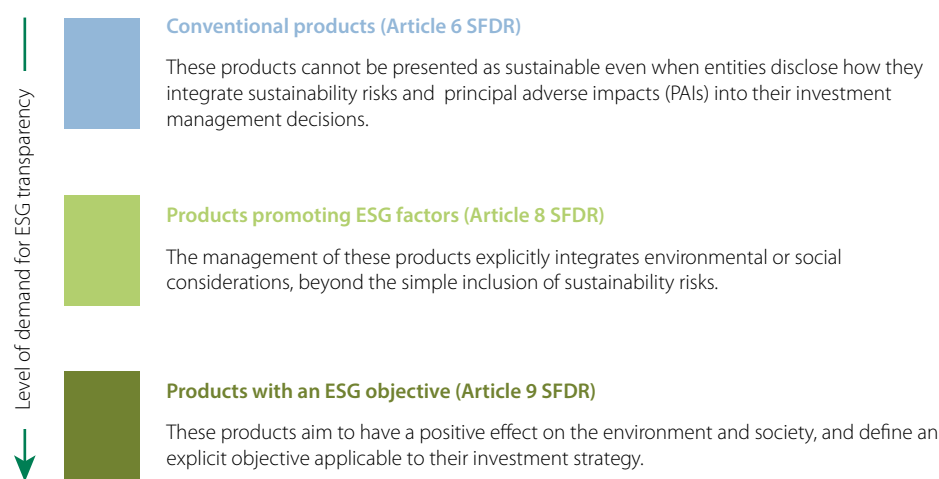 Level of demand for ESG transparency
Conventional products (Article 6 SFDR)
These products cannot be presented as sustainable even when entities disclose how they
integrate sustainability risks and  principal adverse impacts (PAIs) into their investment
management decisions.
Products promoting ESG factors (Article 8 SFDR)
The management of these products explicitly integrates environmental or social
considerations, beyond the simple inclusion of sustainability risks.
Products with an ESG objective (Article 9 SFDR)
These products aim to have a positive effect on the environment and society, and define an
explicit objective applicable to their investment strategy.